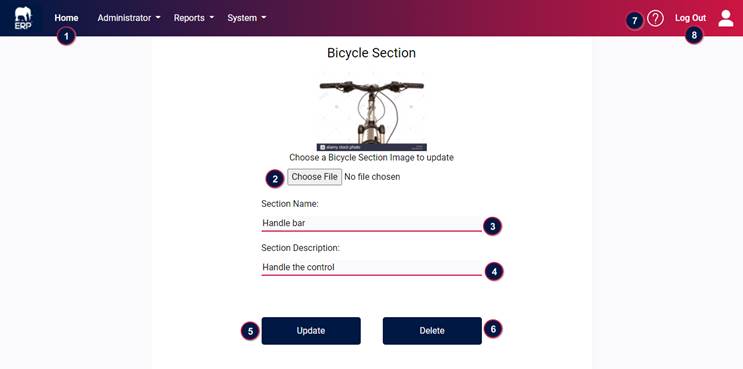 ERP
Home
Administrator
Reports
System
7
?
Log Out
1
8
Bicycle Section
alamy stock photo
Choose a Bicycle Section Image to update
2
Choose File No file chosen
Section Name:
Handle bar
3
Section Description:
Handle the control
4
5
Update
Delete
6